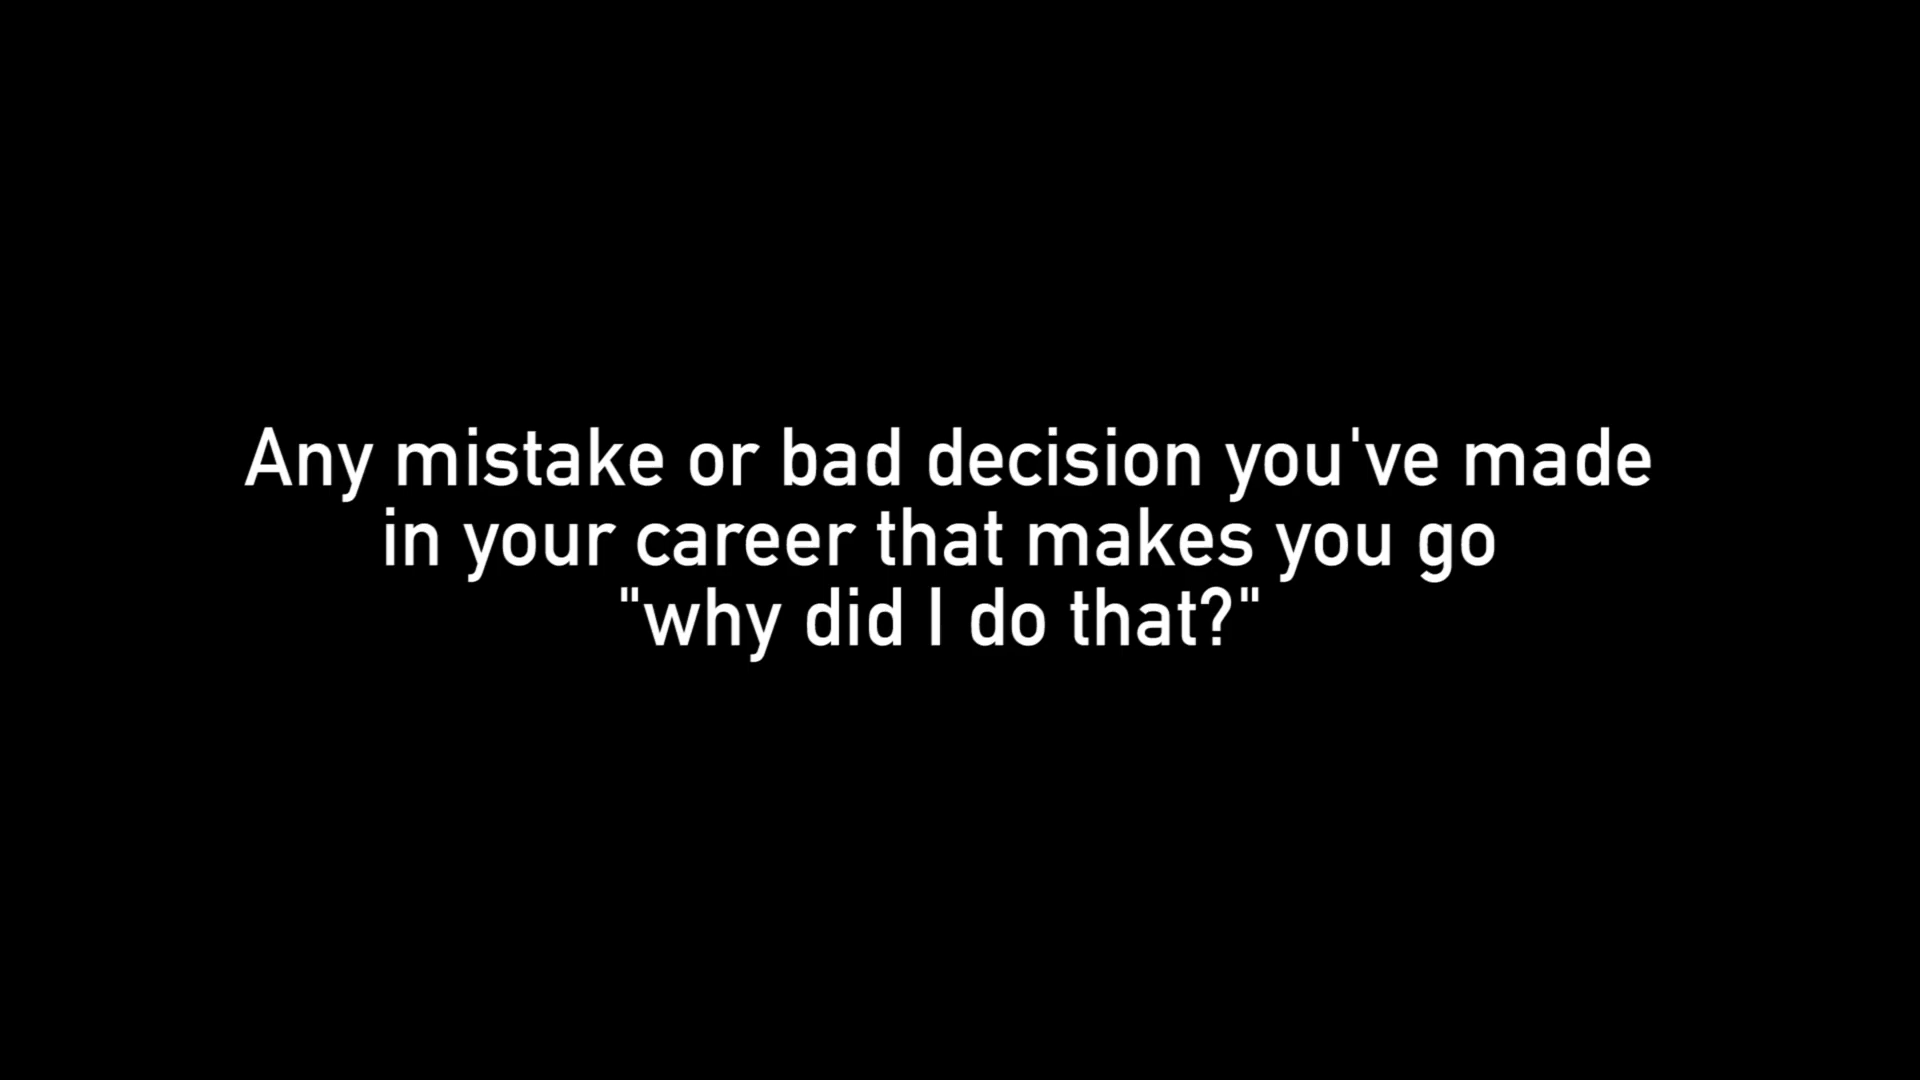 Any mistake or bad decision you've made
in your career that makes you go
"why did I do that?"